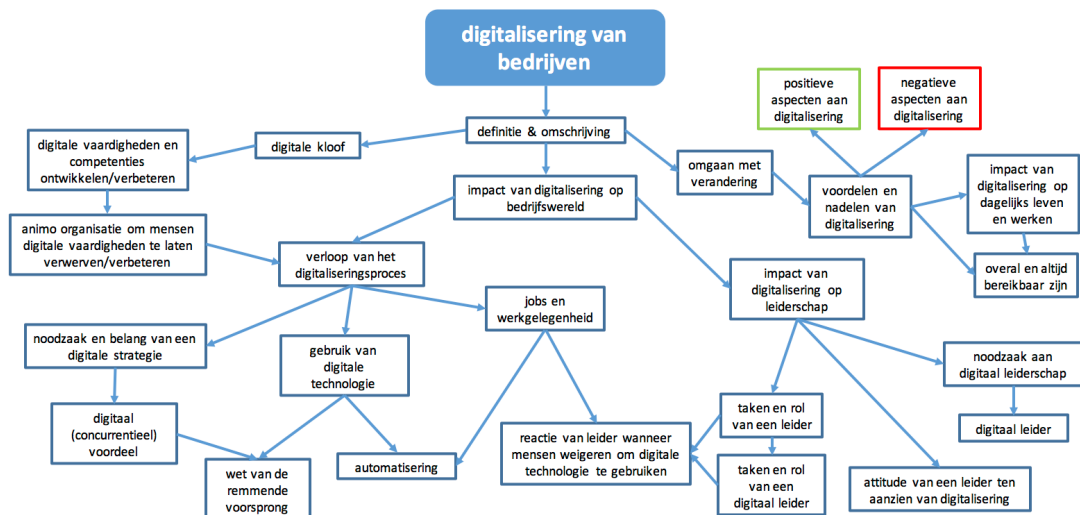 digitalisering van
bedrijven
positieve
aspecten aan
digitalisering
negatieve
aspecten aan
digitalisering
definitie & omschrijving
digitale kloof
digitale vaardigheden en
competenties
ontwikkelen/verbeteren
omgaan met
verandering
impact van digitalisering op
bedrijfswereld
voordelen en
nadelen van
digitalisering
impact van
digitalisering op
dagelijks leven
en werken
animo organisatie om mensen
digitale vaardigheden te laten
verwerven/verbeteren
verloop van het
digitaliseringsproces
impact van
digitalisering op
leiderschap
overal en altijd
bereikbaar zijn
jobs en
werkgelegenheid
noodzaak en belang van een
digitale strategie
gebruik van
digitale
technologie
noodzaak aan
digitaal leiderschap
digitaal
(concurrentieel)
voordeel
taken en rol
van een leider
digitaal leider
reactie van leider wanneer
mensen weigeren om digitale
technologie te gebruiken
automatisering
wet van de
remmende
voorsprong
taken en rol
van een
digitaal leider
attitude van een leider ten
aanzien van digitalisering